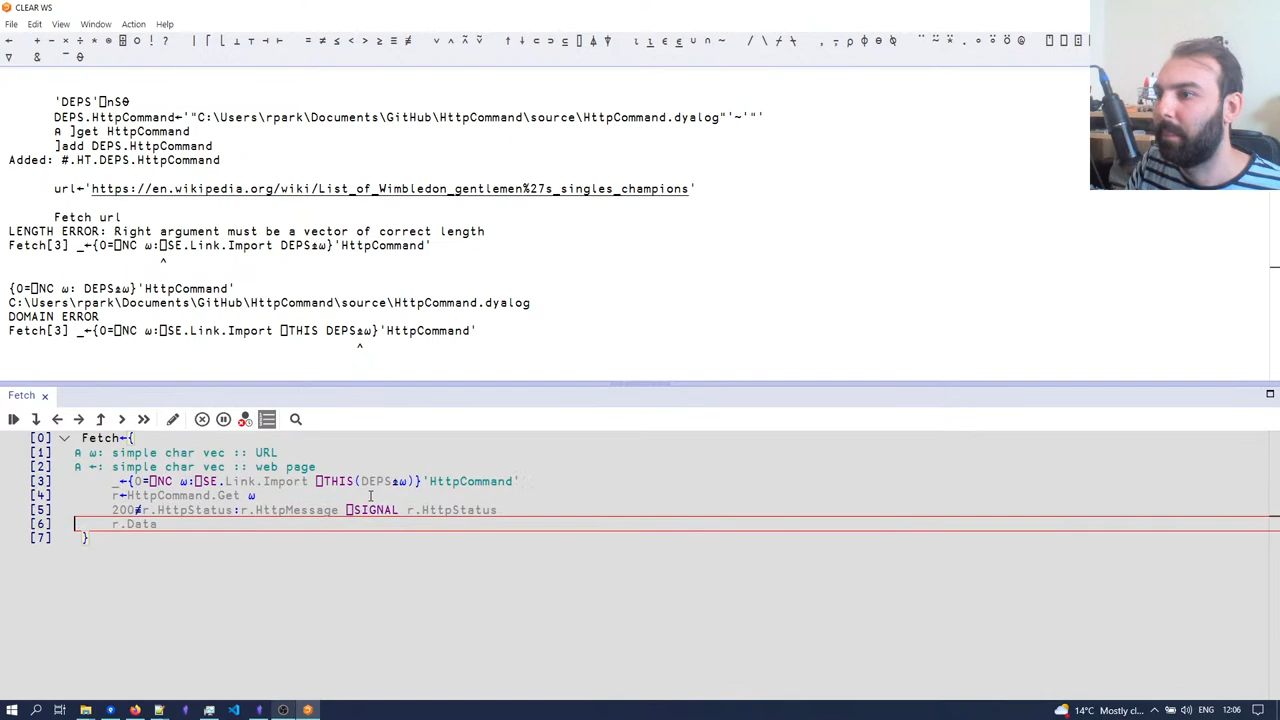 CLEAR WS
File Edit View Window Action Help
← + - × ÷ * ⍟ ⌹ ○ ! ? | ⌈ ⌊ ⊥ ⊤ ⊣ ⊢ = ≠ ≤ < > ≥ ≡ ≢ ∨ ∧ ⍲ ⍱ ↑ ↓ ⊂ ⊃ ⊆ ⌷ ⍋ ⍒ ⍳ ⍸ ∊ ⍷ ∪ ∩ ~ / \ ⌿ ⍀ , ⍪ ⍴ ⌽ ⊖ ⍉ ¨ ⍨ ⍣ . ∘ ⍤ ⍥ @
∇ & ¯ ⍬
'DEPS'⎕nS⍬
DEPS.HttpCommand←'"C:\Users\rpark\Documents\GitHub\HttpCommand\source\HttpCommand.dyalog"'~'"'
⍝ ]get HttpCommand
]add DEPS.HttpCommand
Added: #.HT.DEPS.HttpCommand
url←'https://en.wikipedia.org/wiki/List_of_Wimbledon_gentlemen%27s_singles_champions'
Fetch url
LENGTH ERROR: Right argument must be a vector of correct length
Fetch[3] _←{0=⎕NC ⍵:⎕SE.Link.Import DEPS⍎⍵}'HttpCommand'
^
{0=⎕NC ⍵: DEPS⍎⍵}'HttpCommand'
C:\Users\rpark\Documents\GitHub\HttpCommand\source\HttpCommand.dyalog
DOMAIN ERROR
Fetch[3] _←{0=⎕NC ⍵:⎕SE.Link.Import ⎕THIS DEPS⍎⍵}'HttpCommand'
^
Fetch ×
[0] Fetch←{
[1] ⍝ ⍵: simple char vec :: URL
[2] ⍝ ←: simple char vec :: web page
[3] _←{0=⎕NC ⍵:⎕SE.Link.Import ⎕THIS(DEPS⍎⍵)}'HttpCommand'
[4] r←HttpCommand.Get ⍵
[5] 200≢r.HttpStatus:r.HttpMessage ⎕SIGNAL r.HttpStatus
[6] r.Data
[7] }
14°C Mostly cl... ENG 12:06